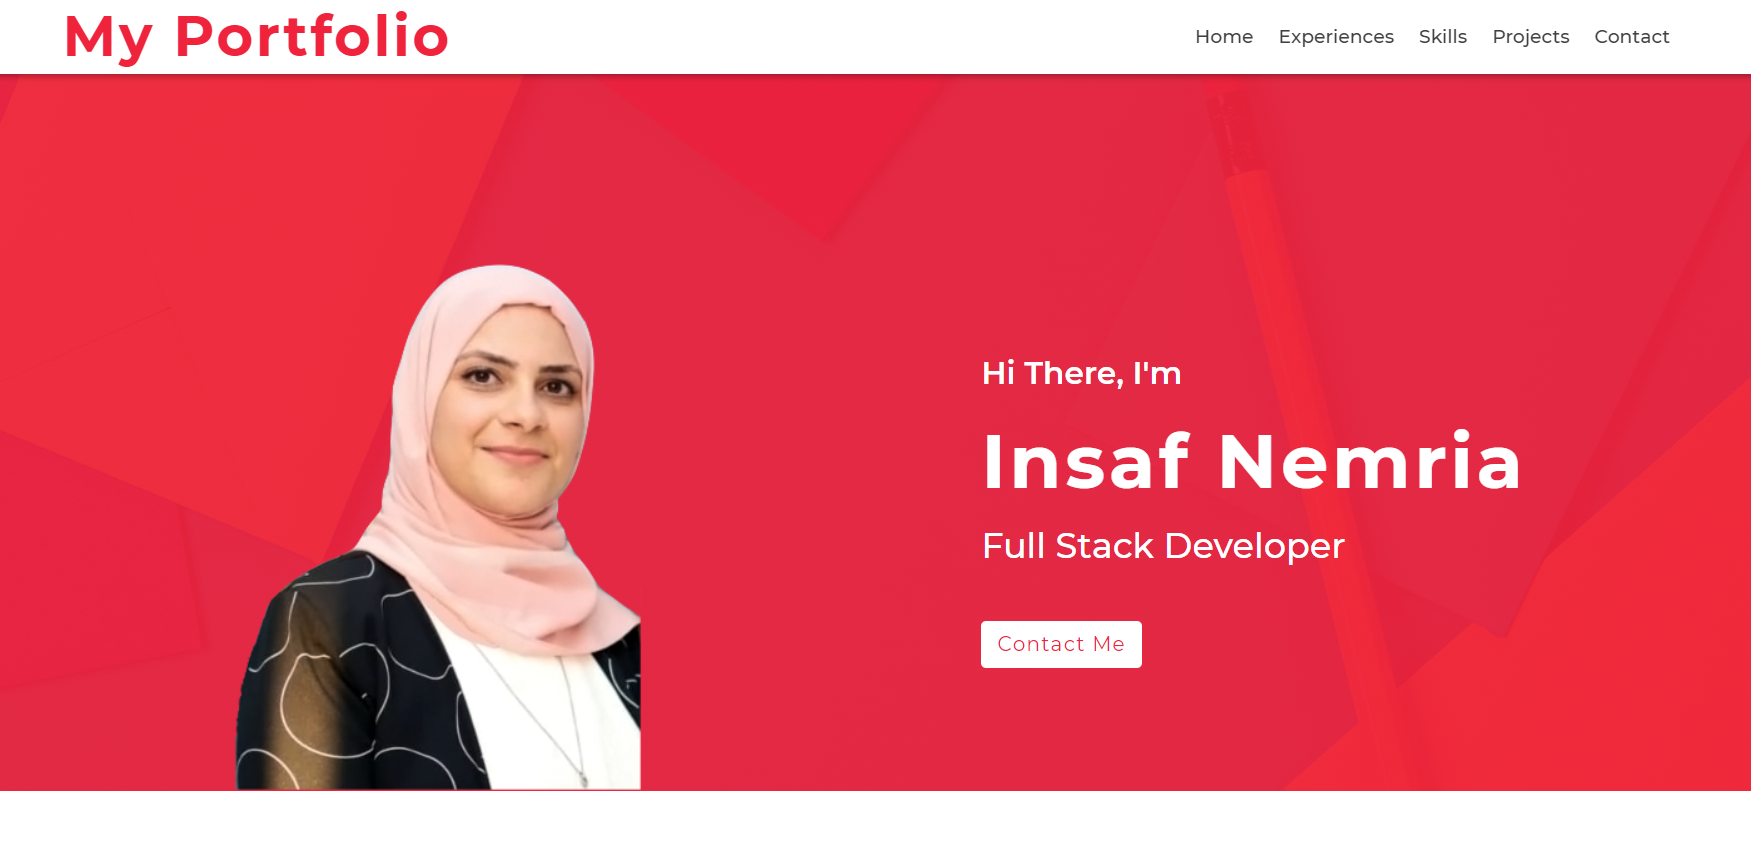 My Portfolio
Home Experiences Skills Projects Contact
Hi There, I'm
Insaf Nemria
Full Stack Developer
Contact Me